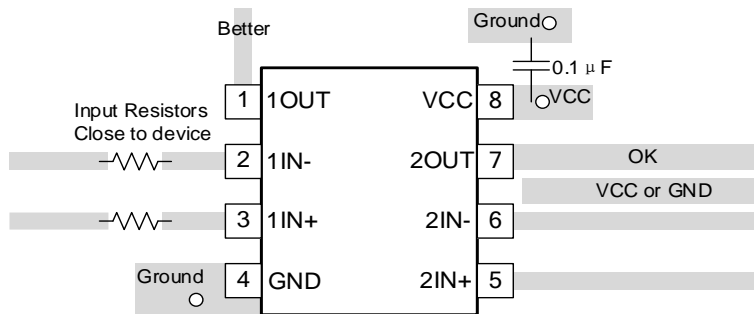 Ground
Better
0.1 μF
1 1OUT VCC 8 VCC
Input Resistors
Close to device
2 1IN- 2OUT 7 OK
VCC or GND
3 1IN+ 2IN- 6
Ground
4 GND 2IN+ 5